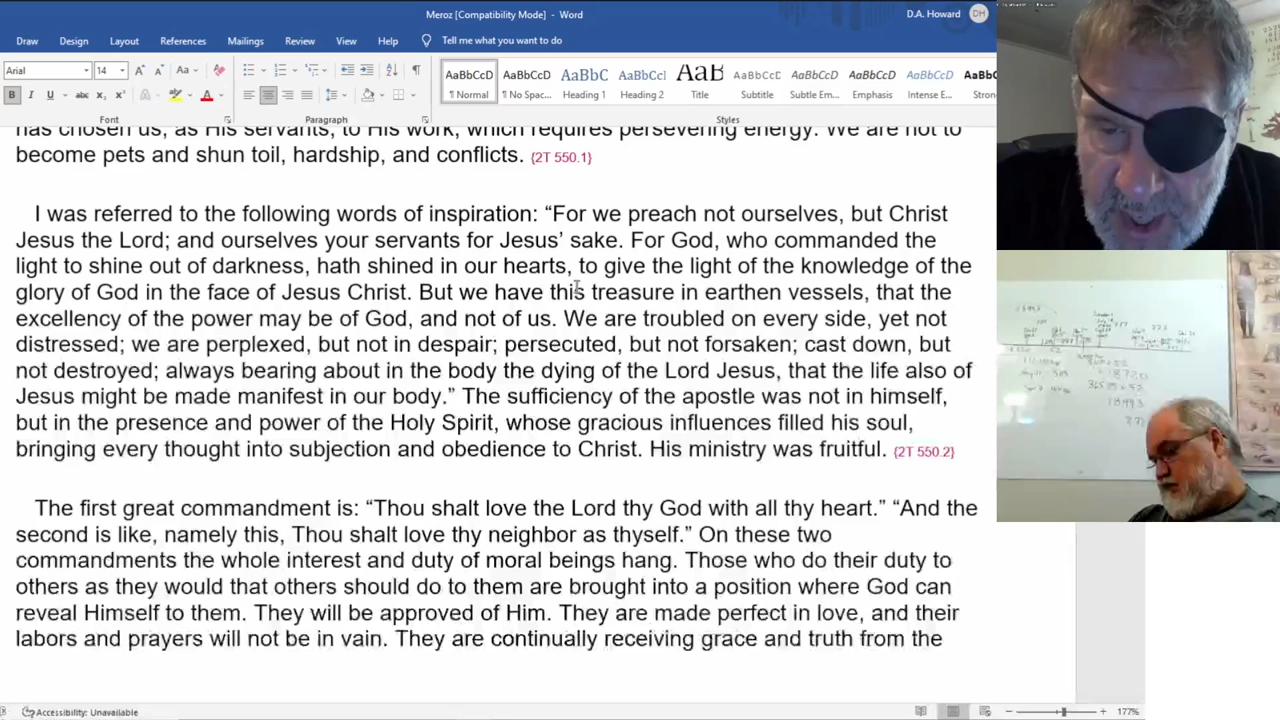 Meroz [Compatibility Mode] - Word
D.A. Howard DH
Draw Design Layout References Mailings Review View Help Tell me what you want to do
Arial 14
AaBbCcD AaBbCcD AaBbC AaBbCcl AaB AaBbCcD AaBbCcD AaBbCcD AaBbCcD AaBbC
Normal No Spac... Heading 1 Heading 2 Title Subtitle Subtle Em... Emphasis Intense E... Strong
Font Paragraph Styles
has chosen us, as His servants, to His work, which requires persevering energy. We are not to
become pets and shun toil, hardship, and conflicts. {2T 550.1}
I was referred to the following words of inspiration: “For we preach not ourselves, but Christ
Jesus the Lord; and ourselves your servants for Jesus’ sake. For God, who commanded the
light to shine out of darkness, hath shined in our hearts, to give the light of the knowledge of the
glory of God in the face of Jesus Christ. But we have this treasure in earthen vessels, that the
excellency of the power may be of God, and not of us. We are troubled on every side, yet not
distressed; we are perplexed, but not in despair; persecuted, but not forsaken; cast down, but
not destroyed; always bearing about in the body the dying of the Lord Jesus, that the life also of
Jesus might be made manifest in our body.” The sufficiency of the apostle was not in himself,
but in the presence and power of the Holy Spirit, whose gracious influences filled his soul,
bringing every thought into subjection and obedience to Christ. His ministry was fruitful. {2T 550.2}
The first great commandment is: “Thou shalt love the Lord thy God with all thy heart.” “And the
second is like, namely this, Thou shalt love thy neighbor as thyself.” On these two
commandments the whole interest and duty of moral beings hang. Those who do their duty to
others as they would that others should do to them are brought into a position where God can
reveal Himself to them. They will be approved of Him. They are made perfect in love, and their
labors and prayers will not be in vain. They are continually receiving grace and truth from the
Accessibility: Unavailable
177%